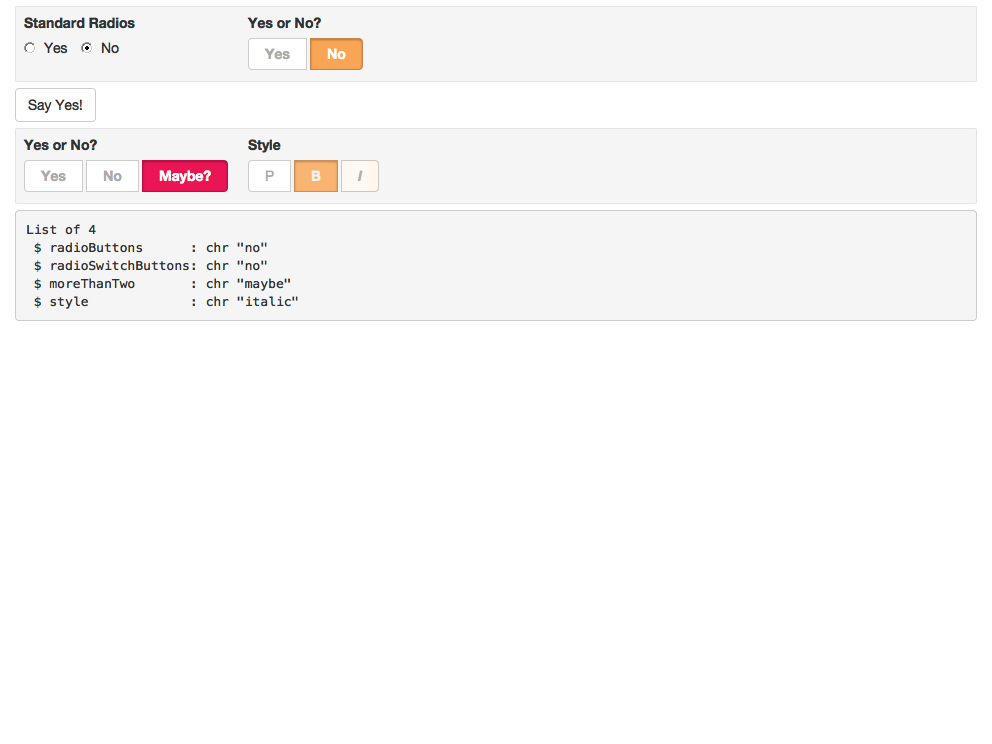 Standard Radios
Yes No
Yes or No?
Yes No
Say Yes!
Yes or No?
Yes No Maybe?
Style
P B I
List of 4
 $ radioButtons      : chr "no"
 $ radioSwitchButtons: chr "no"
 $ moreThanTwo       : chr "maybe"
 $ style             : chr "italic"